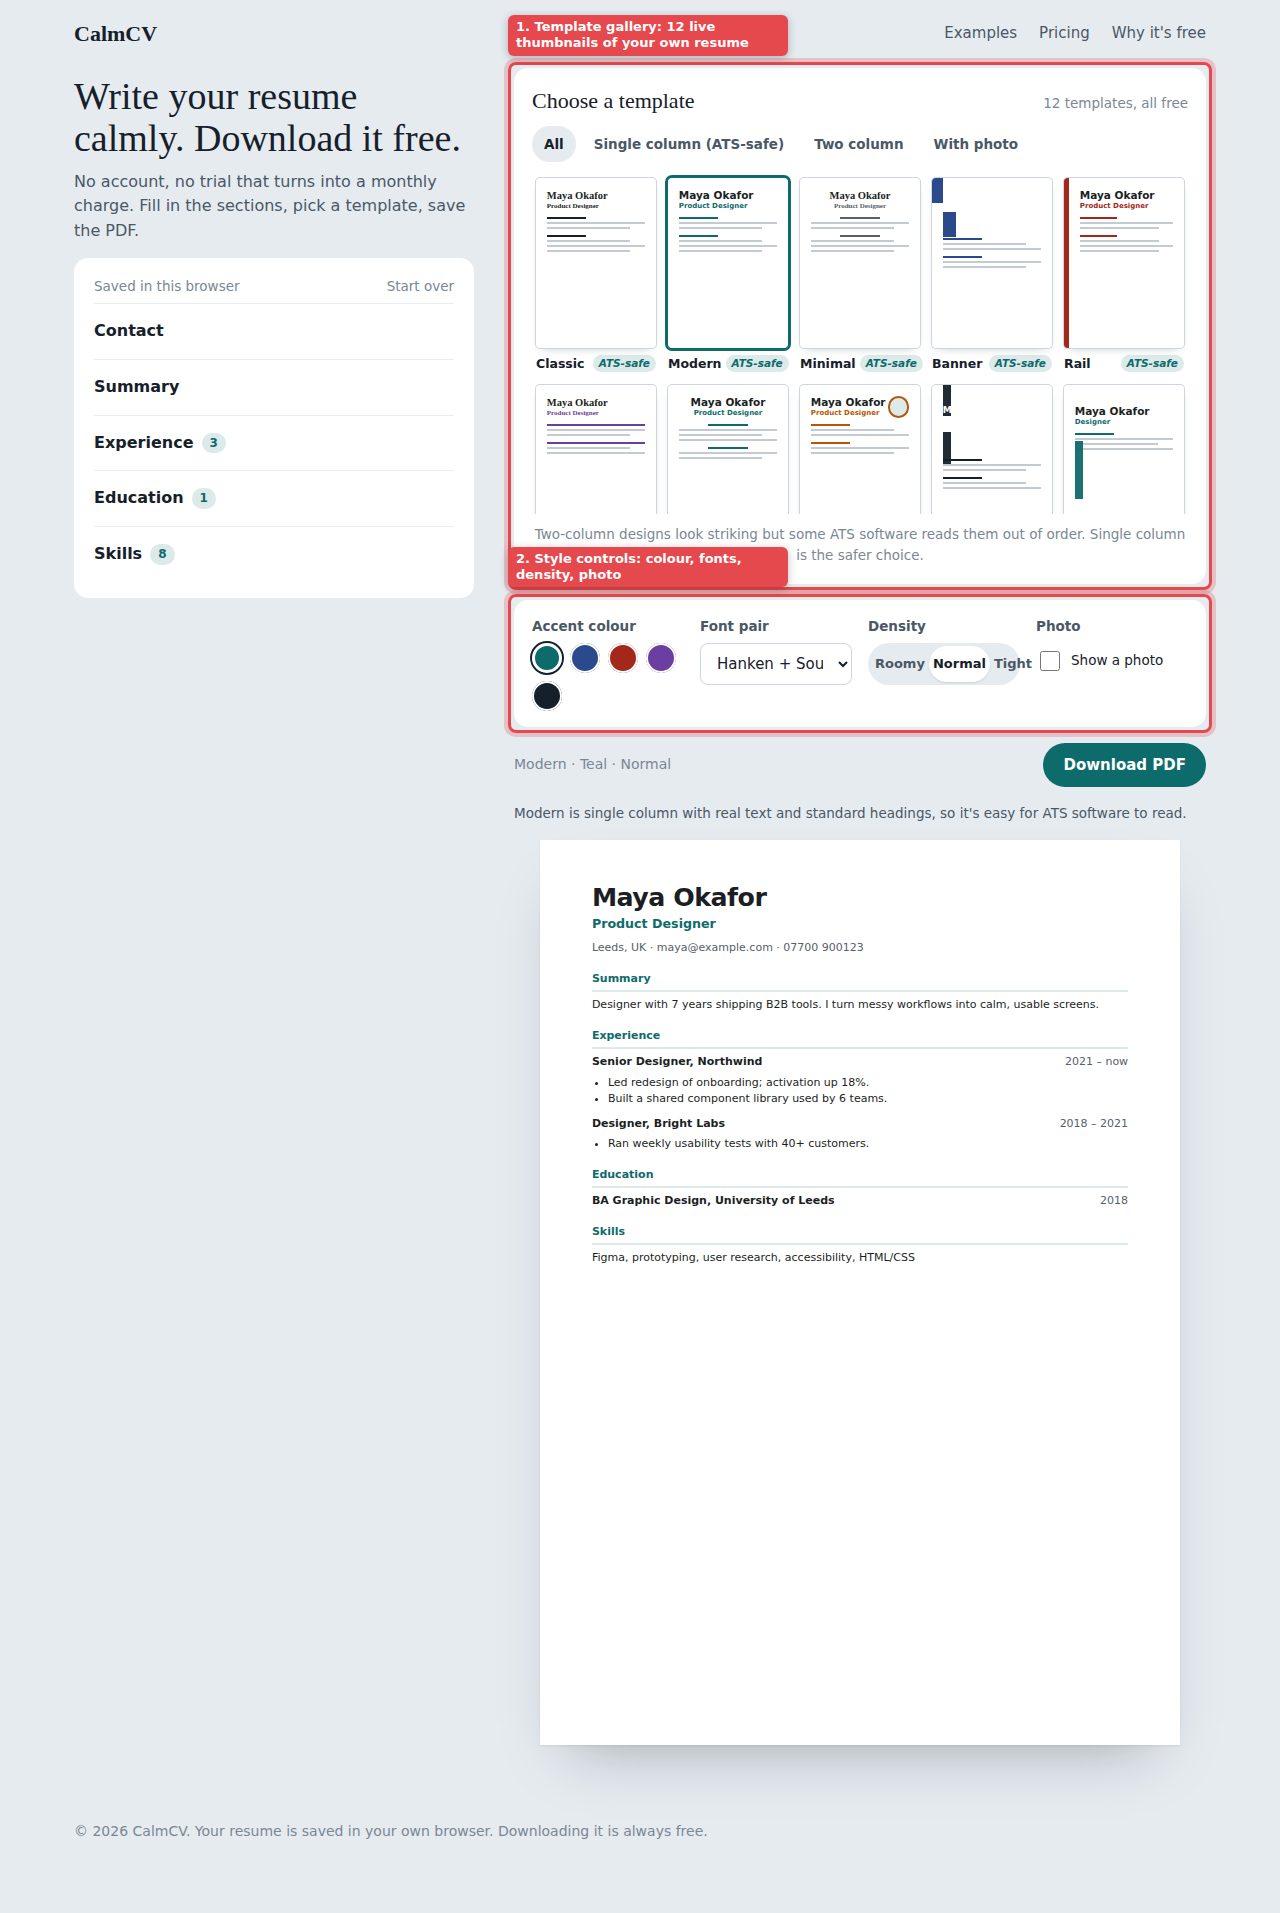 CalmCV
1. Template gallery: 12 live
thumbnails of your own resume
Examples
Pricing
Why it's free
Write your resume
calmly. Download it free.
No account, no trial that turns into a monthly
charge. Fill in the sections, pick a template, save
the PDF.
Saved in this browser
Start over
Contact
Summary
Experience 3
Education 1
Skills 8
Choose a template
12 templates, all free
All
Single column (ATS-safe)
Two column
With photo
Maya Okafor
Product Designer
Maya Okafor
Product Designer
Maya Okafor
Product Designer
Maya Okafor
Product Designer
Classic ATS-safe
Modern ATS-safe
Minimal ATS-safe
Banner ATS-safe
Rail ATS-safe
Maya Okafor
Product Designer
Maya Okafor
Product Designer
Maya Okafor
Product Designer
M
Maya Okafor
Designer
Two-column designs look striking but some ATS software reads them out of order. Single column
is the safer choice.
2. Style controls: colour, fonts,
density, photo
Accent colour
Font pair
Hanken + Sou
Density
Roomy Normal Tight
Photo
Show a photo
Modern · Teal · Normal
Download PDF
Modern is single column with real text and standard headings, so it's easy for ATS software to read.
Maya Okafor
Product Designer
Leeds, UK · maya@example.com · 07700 900123
Summary
Designer with 7 years shipping B2B tools. I turn messy workflows into calm, usable screens.
Experience
Senior Designer, Northwind 2021 – now
• Led redesign of onboarding; activation up 18%.
• Built a shared component library used by 6 teams.
Designer, Bright Labs 2018 – 2021
• Ran weekly usability tests with 40+ customers.
Education
BA Graphic Design, University of Leeds 2018
Skills
Figma, prototyping, user research, accessibility, HTML/CSS
© 2026 CalmCV. Your resume is saved in your own browser. Downloading it is always free.